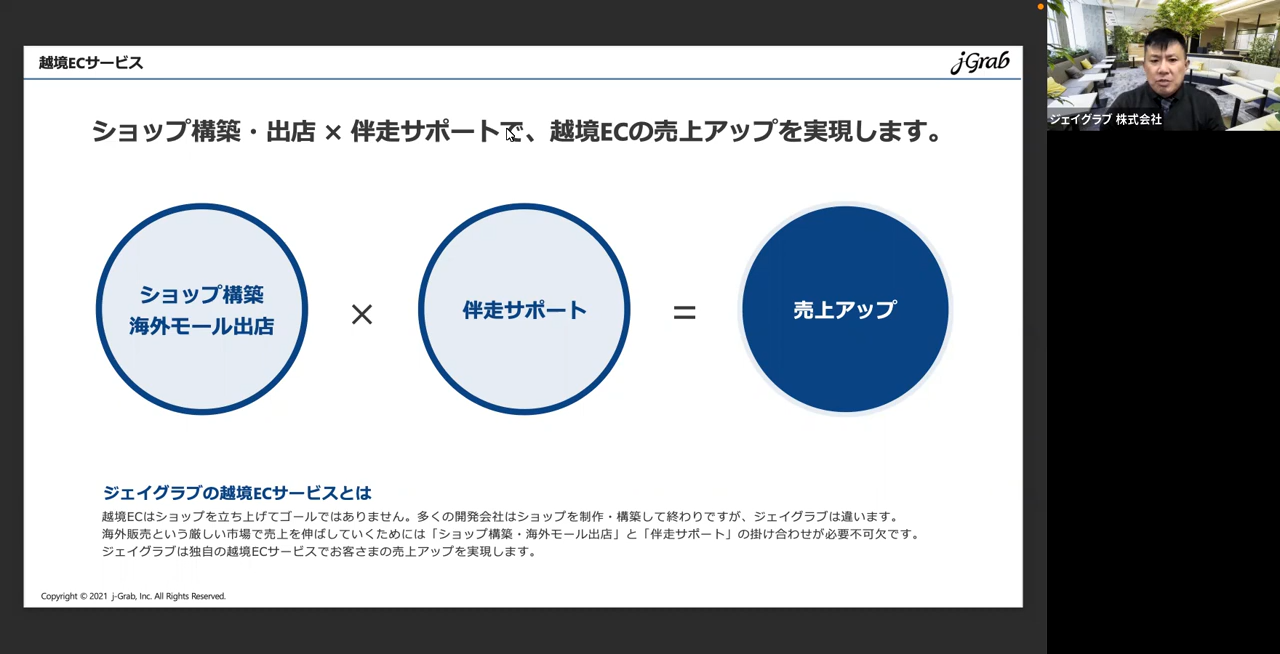 越境ECサービス
j-Grab
ショップ構築・出店 × 伴走サポートで、越境ECの売上アップを実現します。
ショップ構築
海外モール出店
×
伴走サポート
=
売上アップ
ジェイグラブの越境ECサービスとは
越境ECはショップを立ち上げてゴールではありません。多くの開発会社はショップを制作・構築して終わりですが、ジェイグラブは違います。
海外販売という厳しい市場で売上を伸ばしていくためには「ショップ構築・海外モール出店」と「伴走サポート」の掛け合わせが必要不可欠です。
ジェイグラブは独自の越境ECサービスでお客さまの売上アップを実現します。
Copyright © 2021 j-Grab, Inc. All Rights Reserved.
ジェイグラブ 株式会社